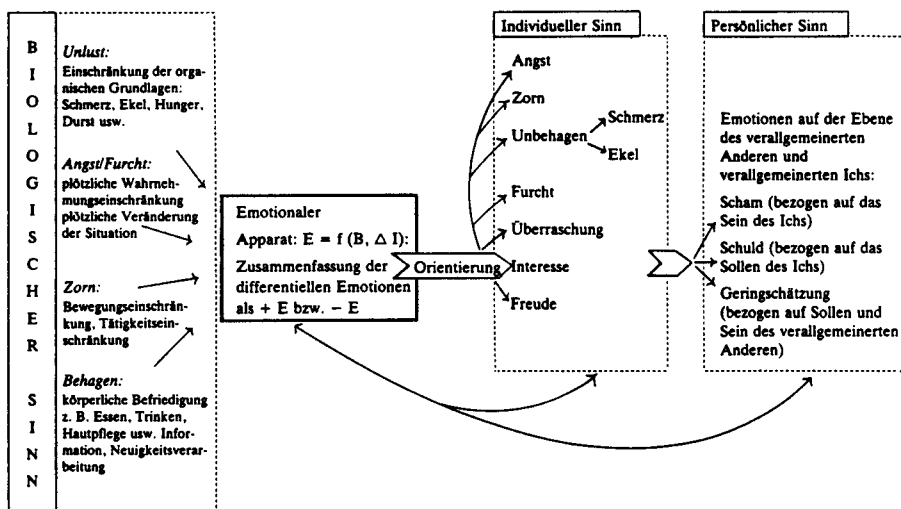 BIOLOGISCHER SINN
Unlust:
Einschränkung der orga-
nischen Grundlagen:
Schmerz, Ekel, Hunger,
Durst usw.
Angst/Furcht:
plötzliche Wahrneh-
mungseinschränkung
plötzliche Veränderung
der Situation
Zorn:
Bewegungseinschrän-
kung, Tätigkeitsein-
schränkung
Behagen:
körperliche Befriedigung
z. B. Essen, Trinken,
Hautpflege usw. Infor-
mation, Neuigkeitsverar-
beitung
Emotionaler
Apparat: E = f (B, Δ I):
Zusammenfassung der
differentiellen Emotionen
als + E bzw. − E
Orientierung
Individueller Sinn
Angst
Zorn
Unbehagen
Schmerz
Ekel
Furcht
Überraschung
Interesse
Freude
Persönlicher Sinn
Emotionen auf der Ebene
des verallgemeinerten
Anderen und
verallgemeinerten Ichs:
Scham (bezogen auf das
Sein des Ichs)
Schuld (bezogen auf das
Sollen des Ichs)
Geringschätzung
(bezogen auf Sollen und
Sein des verallgemeinerten
Anderen)